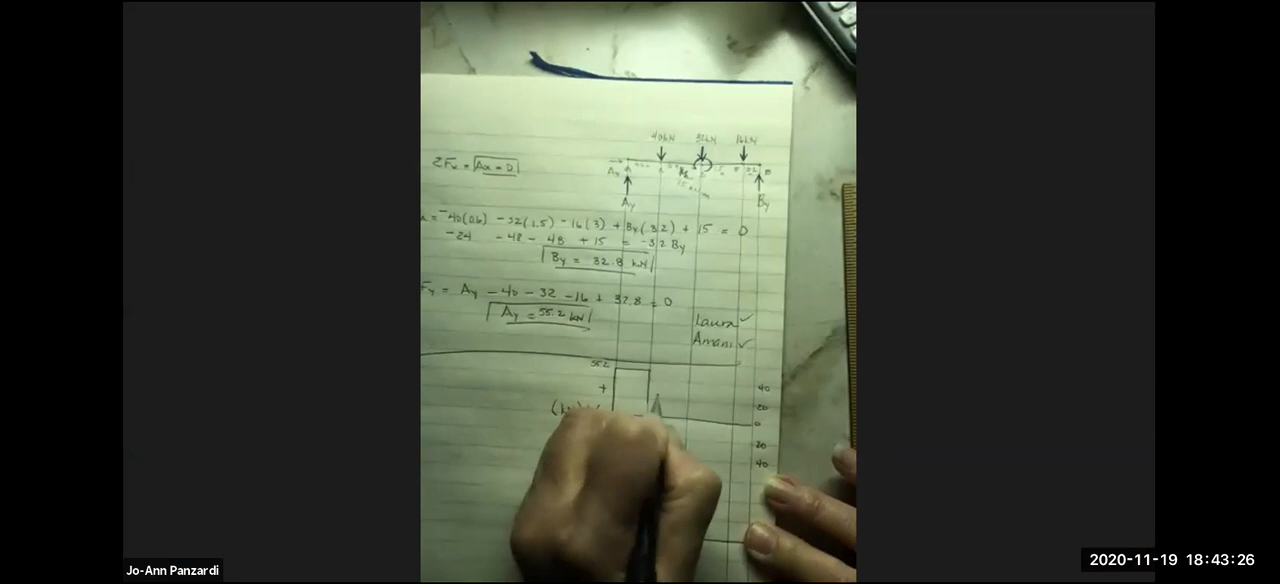 40kN 32kN 16kN
ΣFx = Ax = 0
Ax
Ay By
= -40(0.6) -32(1.5) -16(3) + By(3.2) + 15 = 0
-24 -48 - 48 + 15 = -3.2 By
By = 32.8 kN
Fy = Ay -40 -32 -16 + 32.8 = 0
Ay = 55.2 kN
Laura ✓
Amani ✓
55.2
+
40
20
0
20
40
Jo-Ann Panzardi
2020-11-19 18:43:26